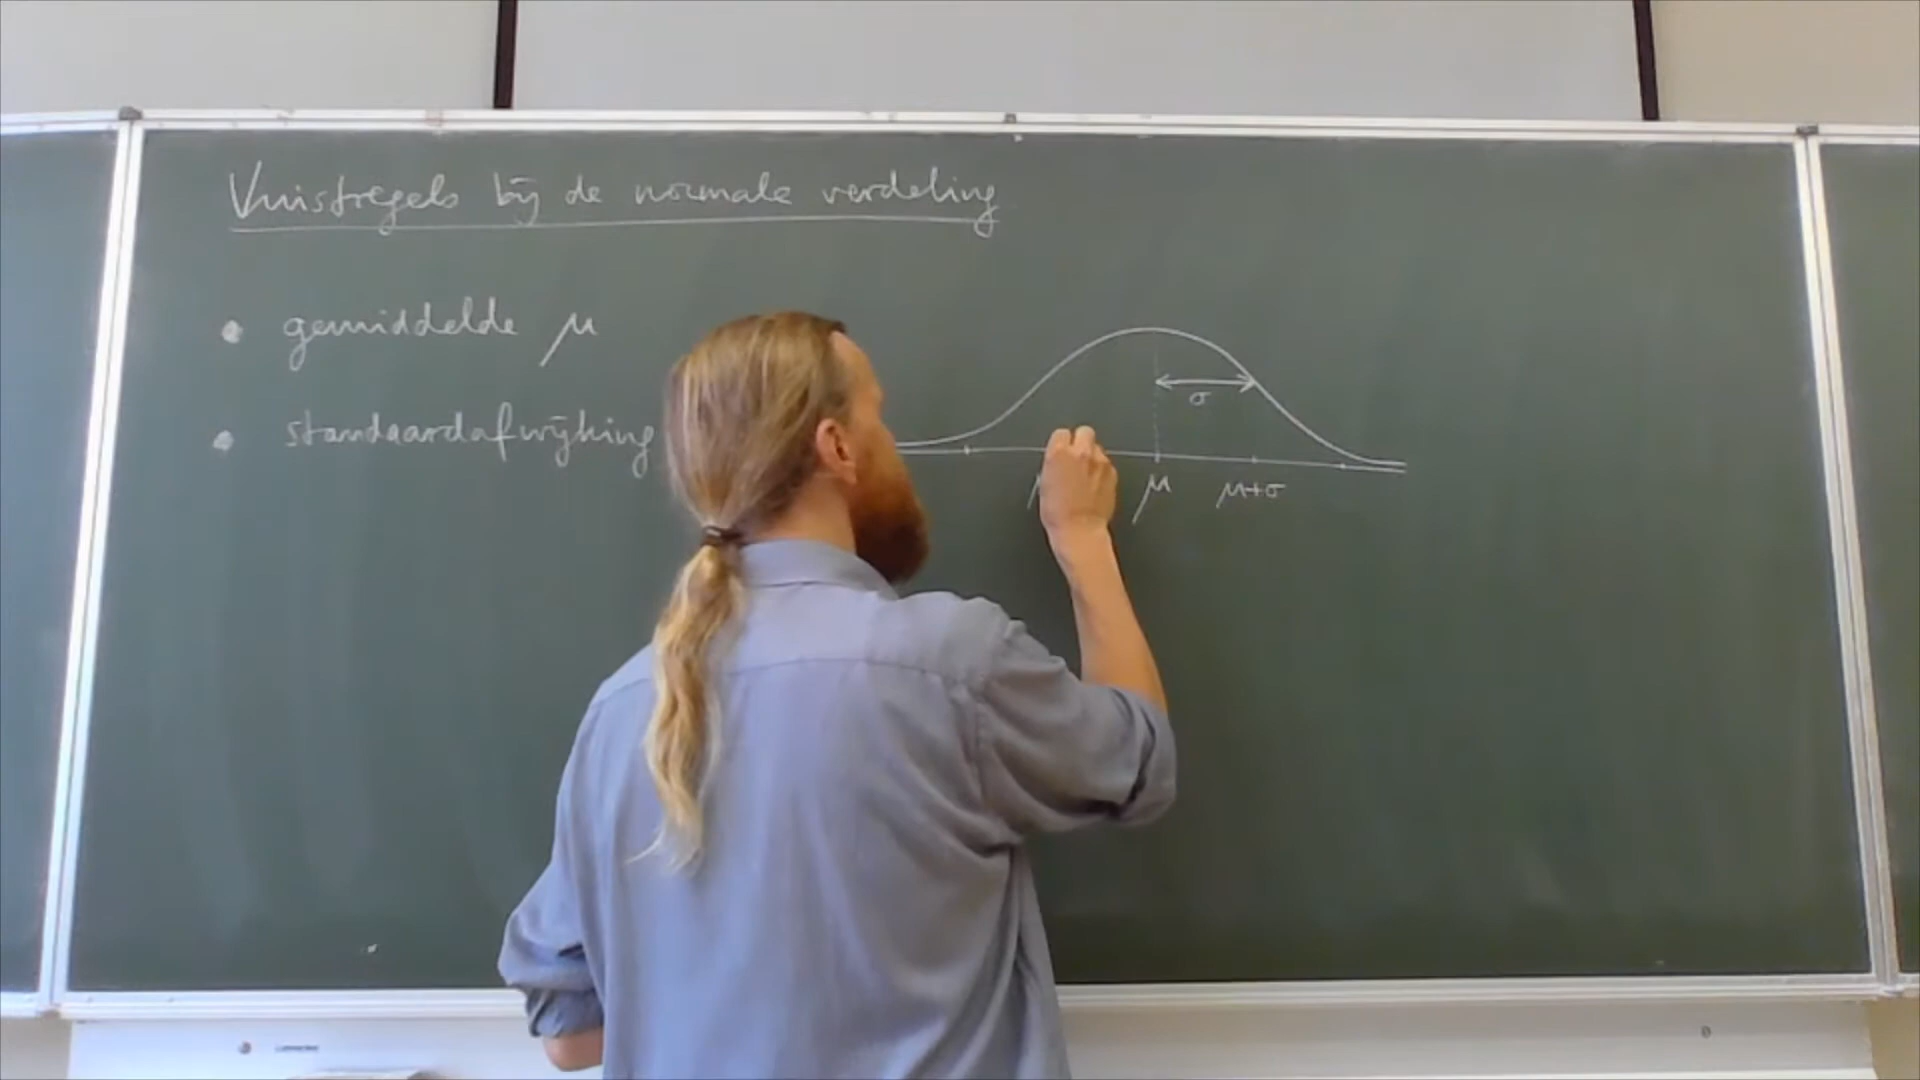 Vuistregels bij de normale verdeling
• gemiddelde μ
• standaardafwijking
σ
μ μ+σ